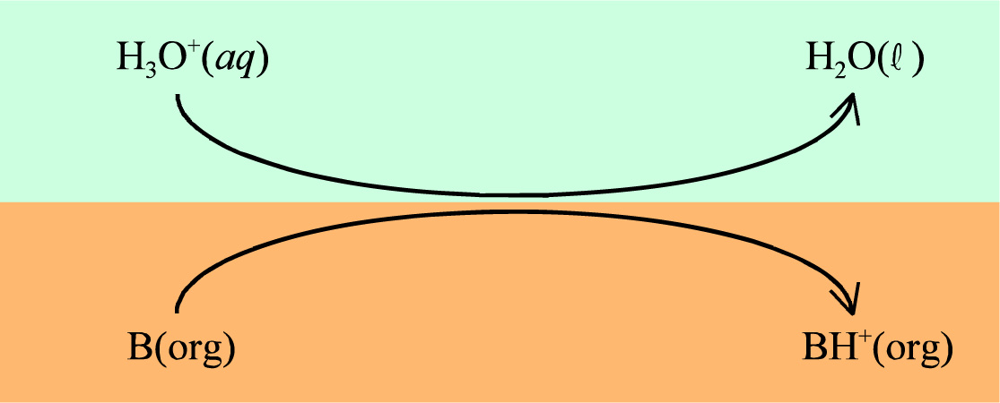 H₃O⁺(aq) H₂O(ℓ )
B(org) BH⁺(org)